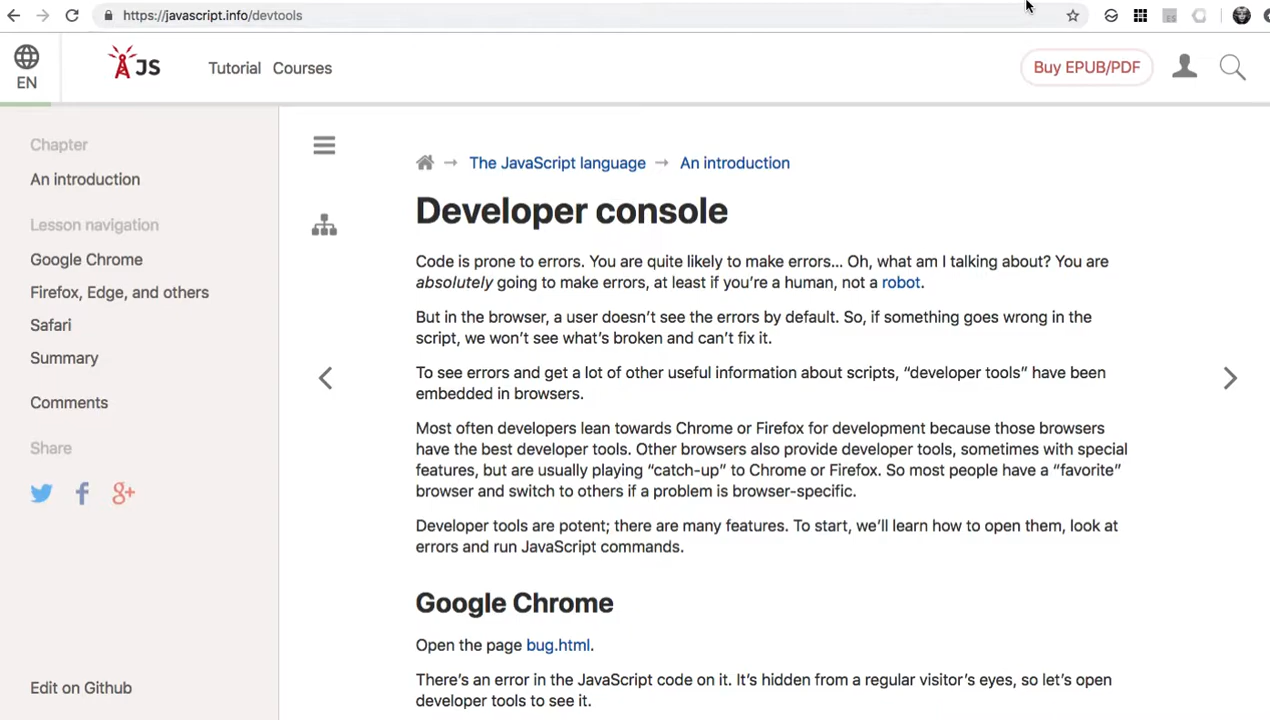 https://javascript.info/devtools
EN
JS
Tutorial Courses
Buy EPUB/PDF
Chapter
An introduction
Lesson navigation
Google Chrome
Firefox, Edge, and others
Safari
Summary
Comments
Share
Edit on Github
The JavaScript language → An introduction
Developer console
Code is prone to errors. You are quite likely to make errors… Oh, what am I talking about? You are
absolutely going to make errors, at least if you’re a human, not a robot.
But in the browser, a user doesn’t see the errors by default. So, if something goes wrong in the
script, we won’t see what’s broken and can’t fix it.
To see errors and get a lot of other useful information about scripts, “developer tools” have been
embedded in browsers.
Most often developers lean towards Chrome or Firefox for development because those browsers
have the best developer tools. Other browsers also provide developer tools, sometimes with special
features, but are usually playing “catch-up” to Chrome or Firefox. So most people have a “favorite”
browser and switch to others if a problem is browser-specific.
Developer tools are potent; there are many features. To start, we’ll learn how to open them, look at
errors and run JavaScript commands.
Google Chrome
Open the page bug.html.
There’s an error in the JavaScript code on it. It’s hidden from a regular visitor’s eyes, so let’s open
developer tools to see it.